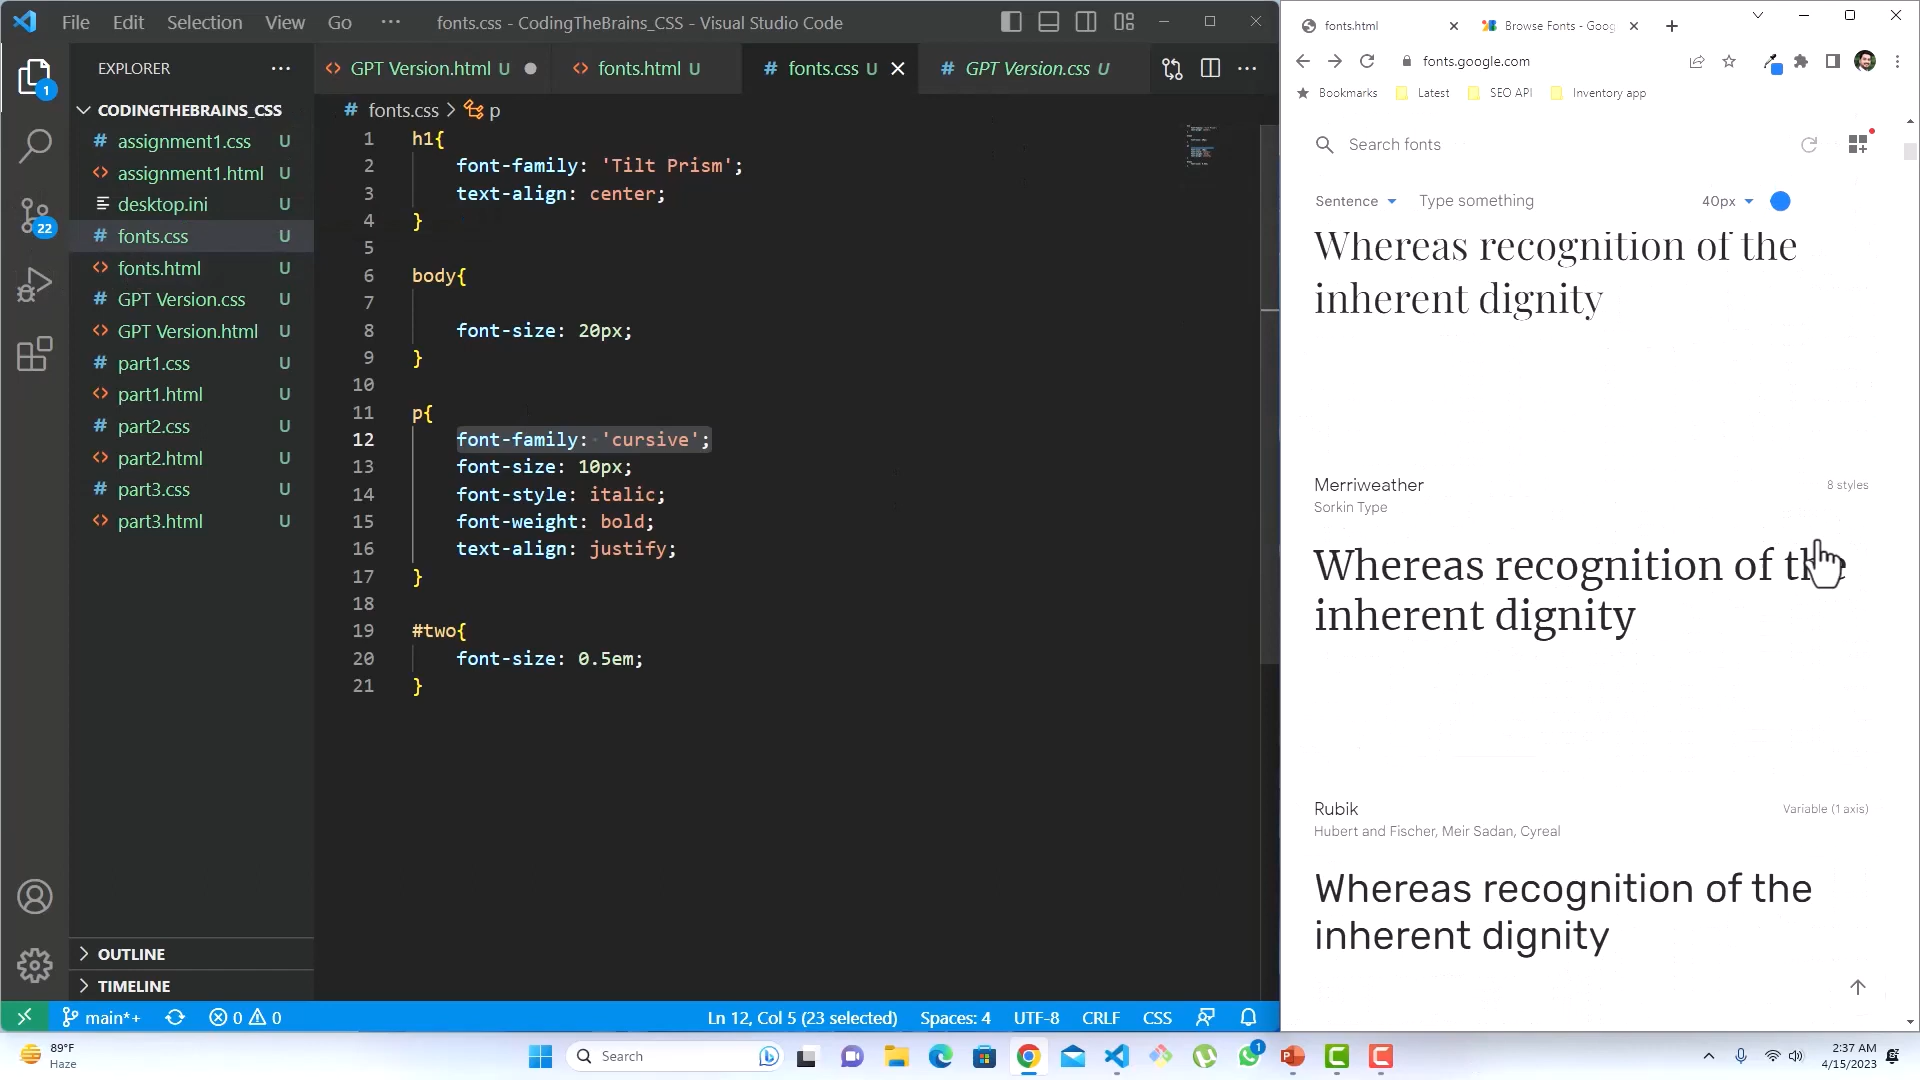 File Edit Selection View Go ··· fonts.css - CodingTheBrains_CSS - Visual Studio Code
EXPLORER ···
CODINGTHEBRAINS_CSS
# assignment1.css U
<> assignment1.html U
desktop.ini U
# fonts.css U
<> fonts.html U
# GPT Version.css U
<> GPT Version.html U
# part1.css U
<> part1.html U
# part2.css U
<> part2.html U
# part3.css U
<> part3.html U
OUTLINE
TIMELINE
1
22
<> GPT Version.html U ● <> fonts.html U # fonts.css U # GPT Version.css U ···
# fonts.css > p
1 h1{
2 font-family: 'Tilt Prism';
3 text-align: center;
4 }
5
6 body{
7
8 font-size: 20px;
9 }
10
11 p{
12 font-family: 'cursive';
13 font-size: 10px;
14 font-style: italic;
15 font-weight: bold;
16 text-align: justify;
17 }
18
19 #two{
20 font-size: 0.5em;
21 }
main*+ 0 0 Ln 12, Col 5 (23 selected) Spaces: 4 UTF-8 CRLF CSS
fonts.html Browse Fonts - Goog
fonts.google.com
Bookmarks Latest SEO API Inventory app
Search fonts
Sentence Type something 40px
Whereas recognition of the
inherent dignity
Merriweather 8 styles
Sorkin Type
Whereas recognition of the
inherent dignity
Rubik Variable (1 axis)
Hubert and Fischer, Meir Sadan, Cyreal
Whereas recognition of the
inherent dignity
89°F
Haze
Search
1
2:37 AM
4/15/2023